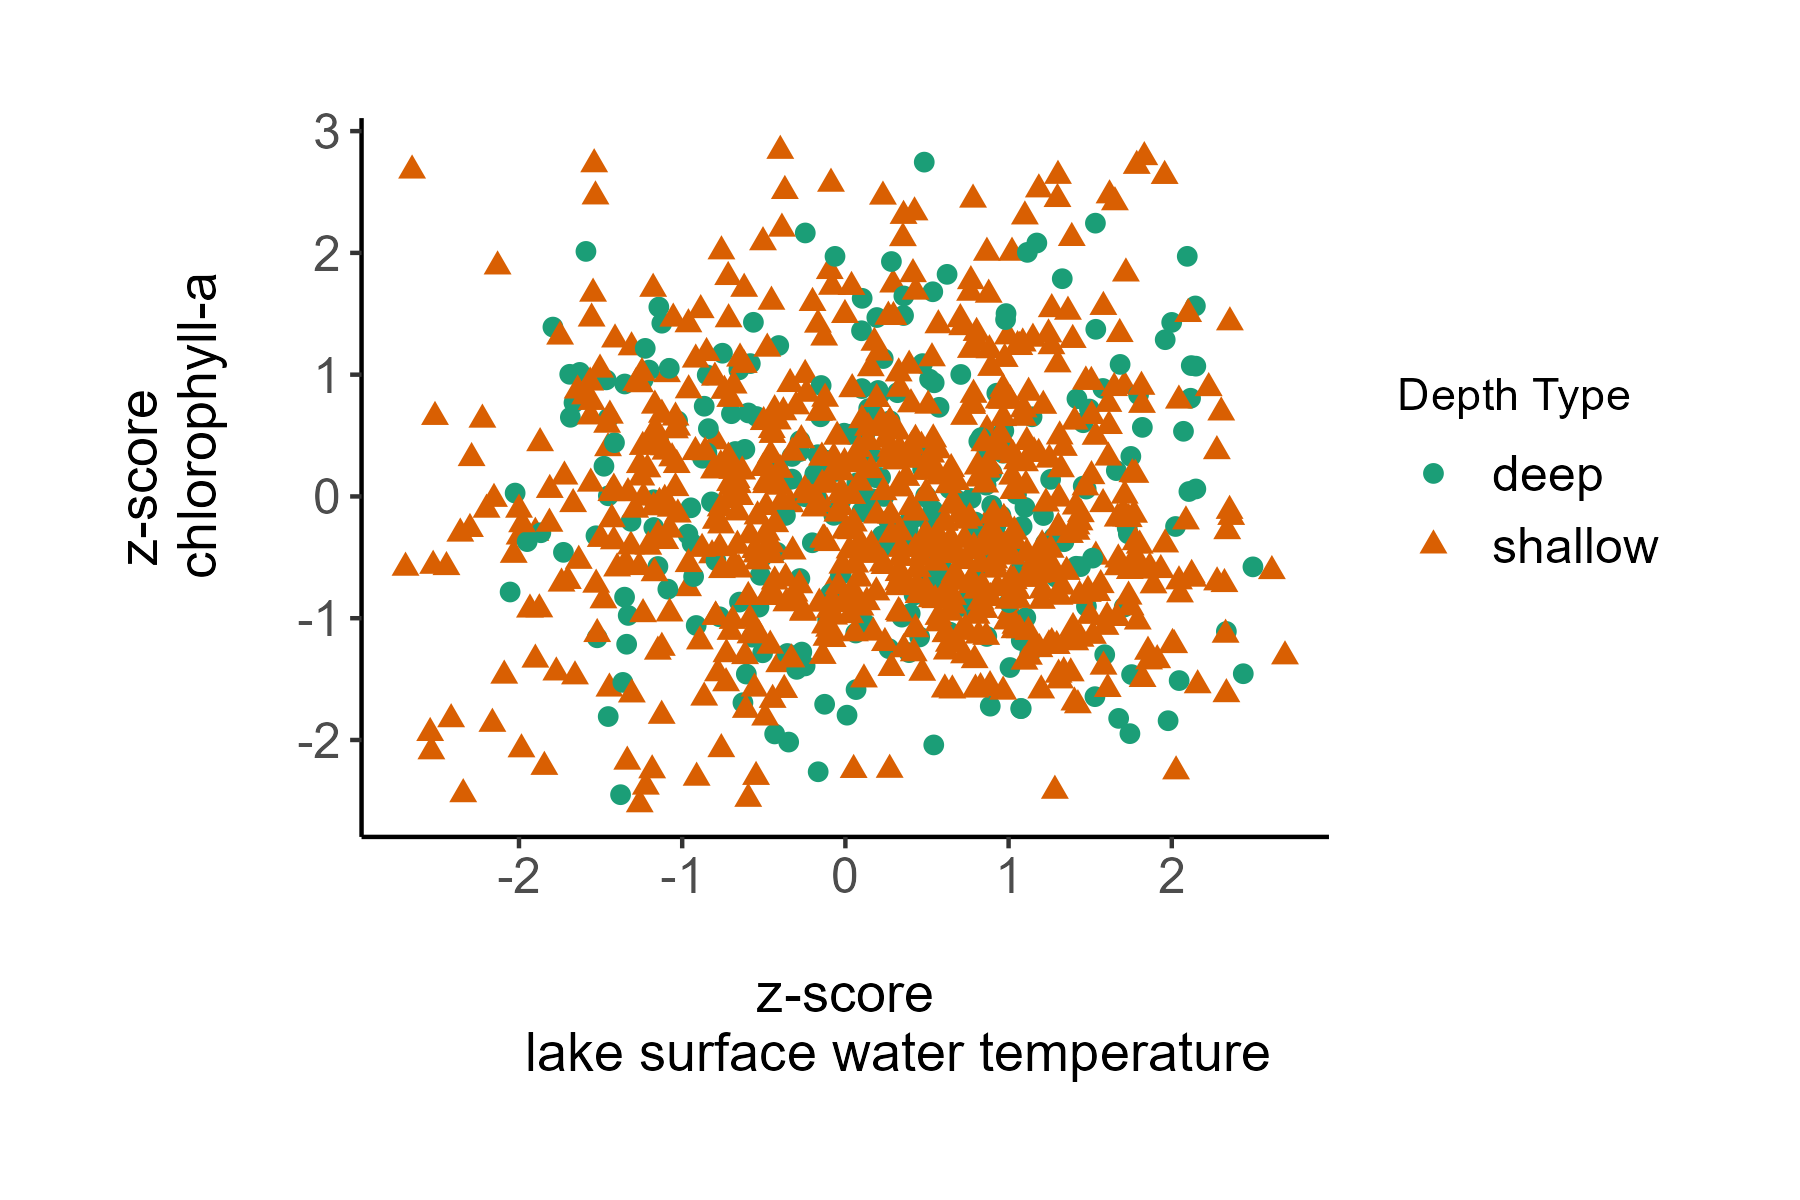 z-score
chlorophyll-a
3
2
1
0
-1
-2
-2
-1
0
1
2
z-score
lake surface water temperature
Depth Type
deep
shallow